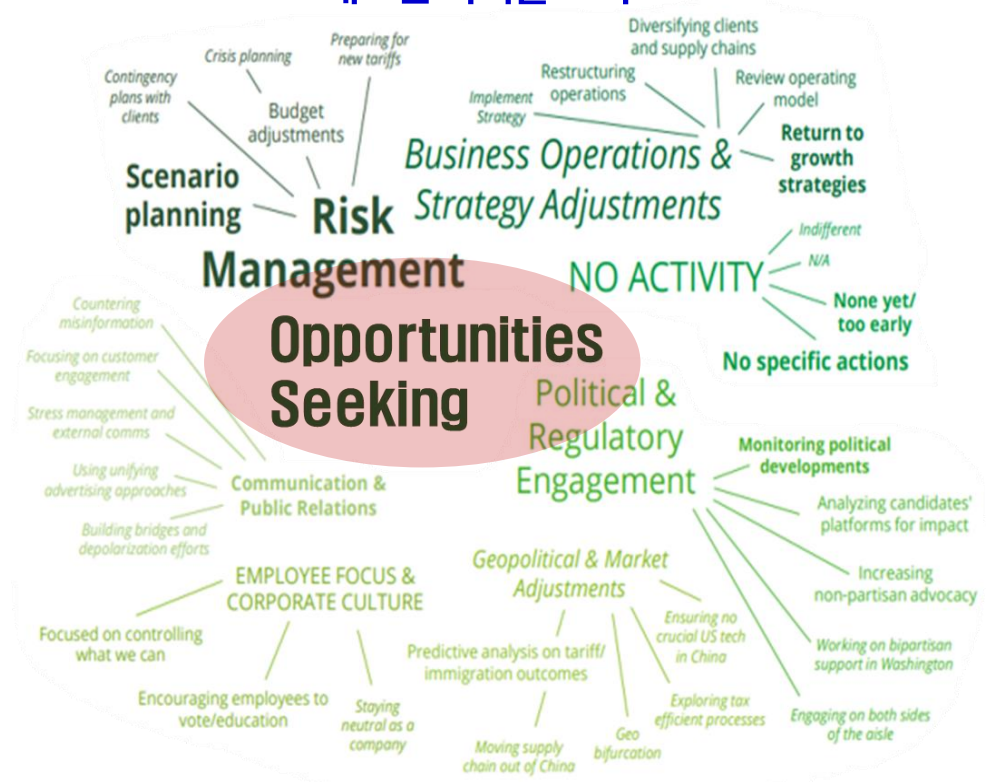 Preparing for
new tariffs
Crisis planning
Contingency
plans with
clients
Budget
adjustments
Scenario
planning
Risk
Management
Diversifying clients
and supply chains
Restructuring
operations
Review operating
model
Implement
Strategy
Return to
growth
strategies
Business Operations &
Strategy Adjustments
NO ACTIVITY
Indifferent
N/A
None yet/
too early
No specific actions
Opportunities
Seeking
Countering
misinformation
Focusing on customer
engagement
Stress management and
external comms
Using unifying
advertising approaches
Building bridges and
depolarization efforts
Communication &
Public Relations
Political &
Regulatory
Engagement
Monitoring political
developments
Analyzing candidates'
platforms for impact
Increasing
non-partisan advocacy
Working on bipartisan
support in Washington
Engaging on both sides
of the aisle
EMPLOYEE FOCUS &
CORPORATE CULTURE
Focused on controlling
what we can
Encouraging employees to
vote/education
Staying
neutral as a
company
Geopolitical & Market
Adjustments
Predictive analysis on tariff/
immigration outcomes
Moving supply
chain out of China
Geo
bifurcation
Exploring tax
efficient processes
Ensuring no
crucial US tech
in China